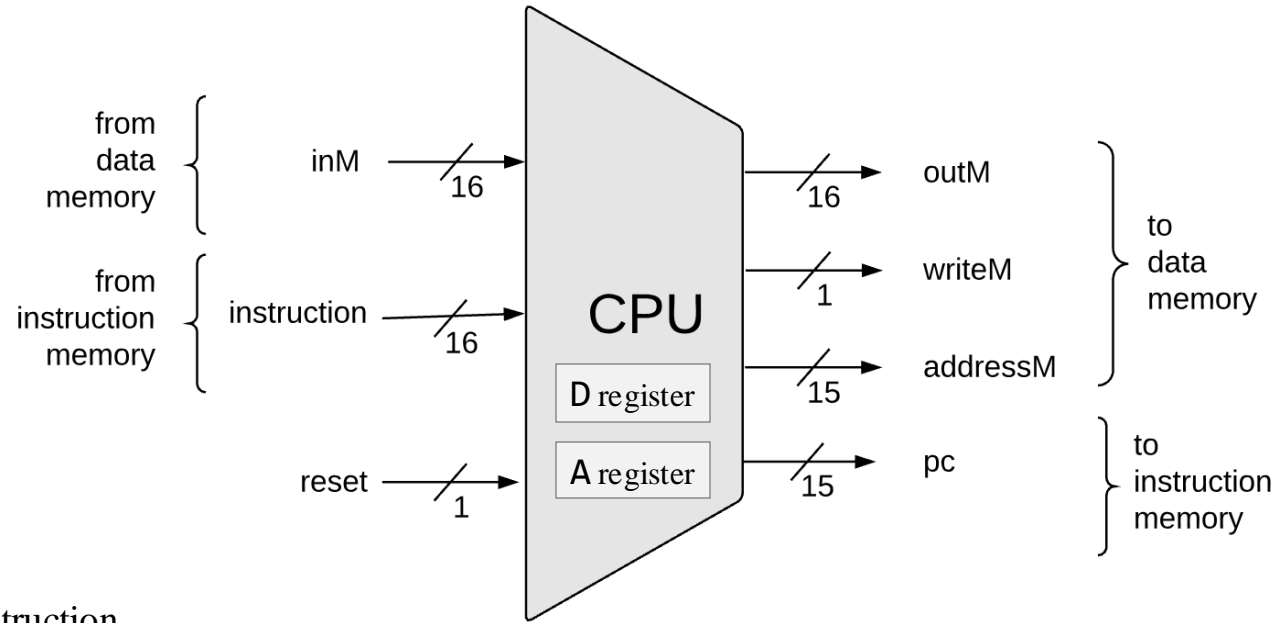 from
data
memory
inM
16
from
instruction
memory
instruction
16
reset
1
CPU
D register
A register
16
outM
1
writeM
15
addressM
15
pc
to
data
memory
to
instruction
memory
truction